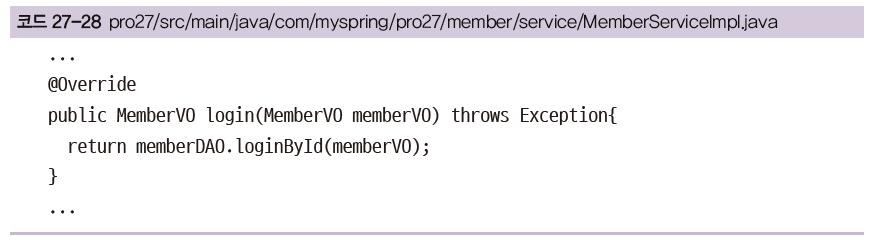 코드 27-28 pro27/src/main/java/com/myspring/pro27/member/service/MemberServiceImpl.java
...
@Override
public MemberVO login(MemberVO memberVO) throws Exception{
  return memberDAO.loginById(memberVO);
}
...